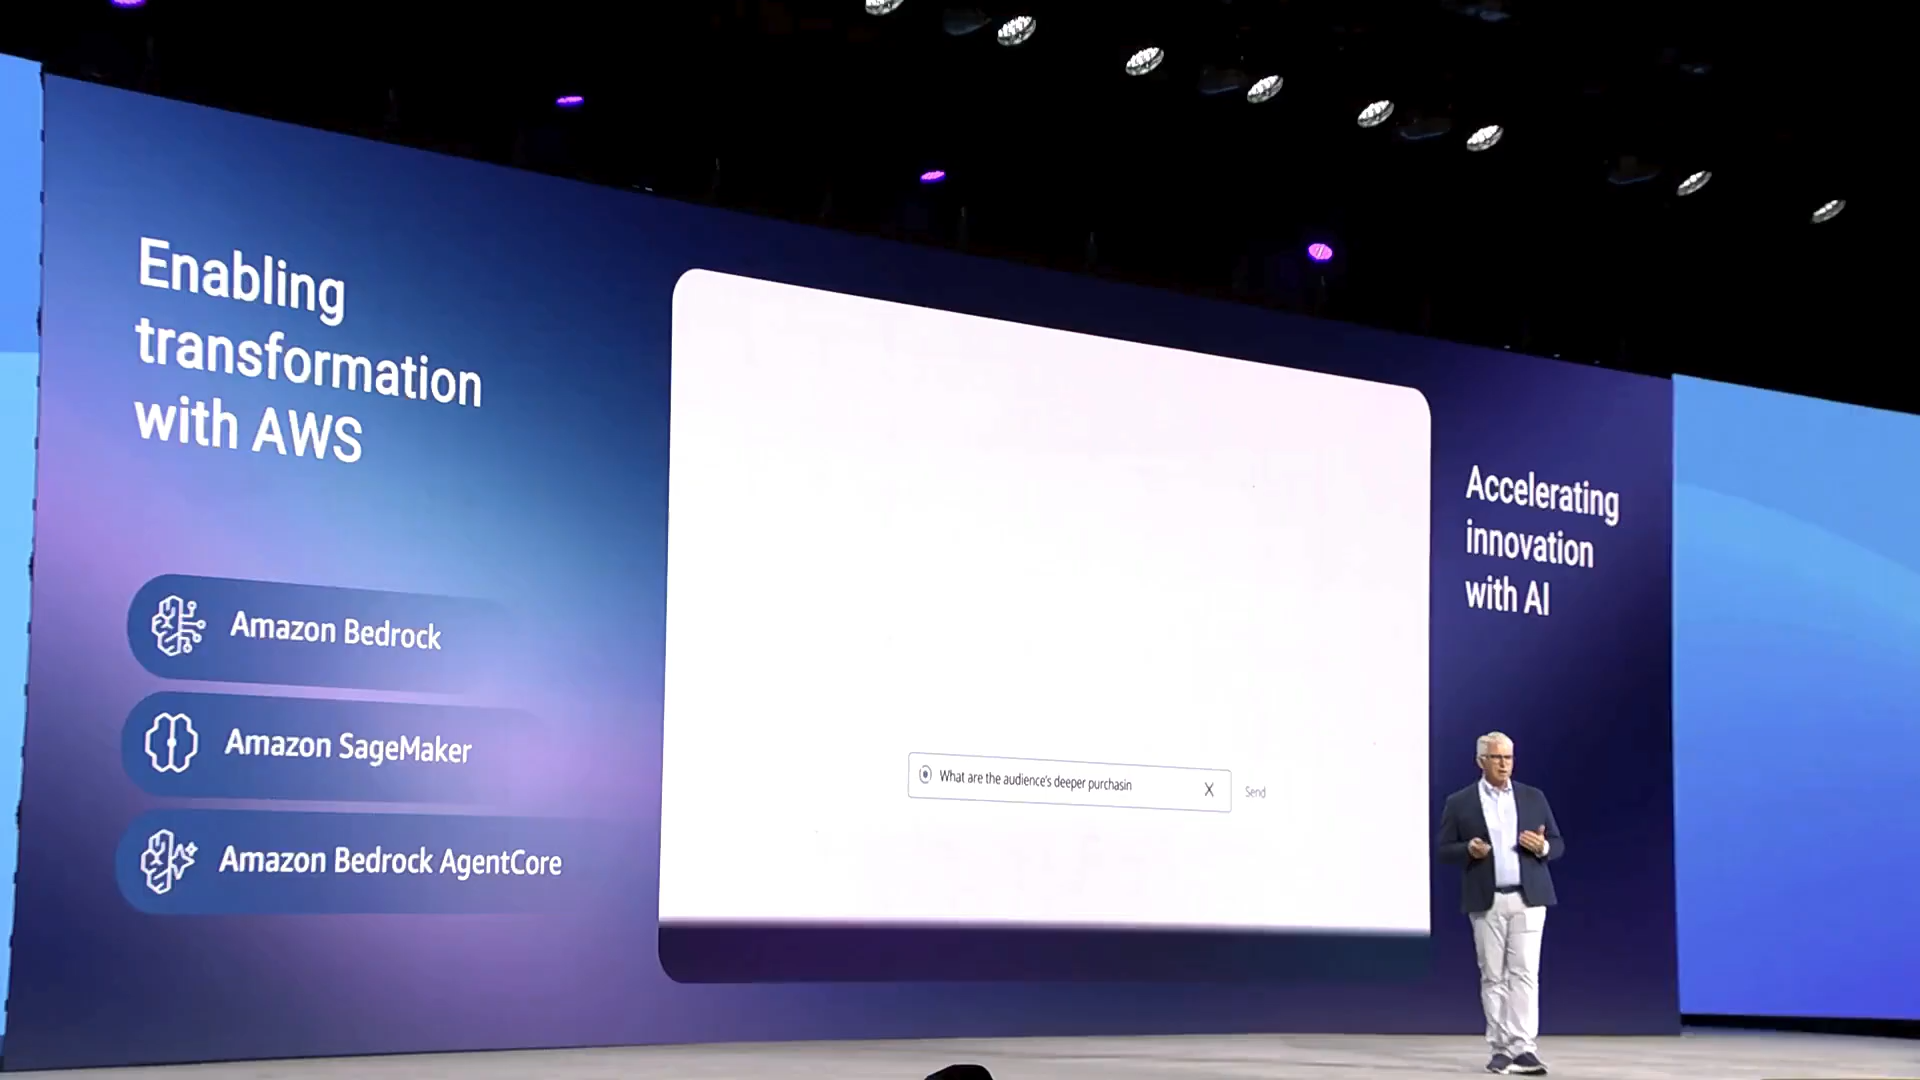 Enabling
transformation
with AWS
Amazon Bedrock
Amazon SageMaker
Amazon Bedrock AgentCore
What are the audience's deeper purchasin
X
Send
Accelerating
innovation
with AI